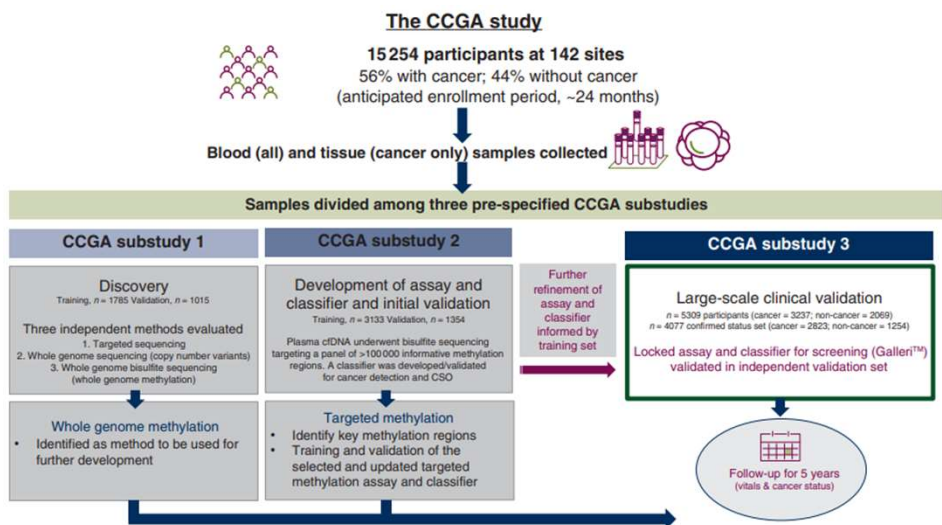 The CCGA study
15 254 participants at 142 sites
56% with cancer; 44% without cancer
(anticipated enrollment period, ~24 months)
Blood (all) and tissue (cancer only) samples collected
Samples divided among three pre-specified CCGA substudies
CCGA substudy 1
Discovery
Training, n = 1785 Validation, n = 1015
Three independent methods evaluated
1. Targeted sequencing
2. Whole genome sequencing (copy number variants)
3. Whole genome bisulfite sequencing
(whole genome methylation)
Whole genome methylation
• Identified as method to be used for
further development
CCGA substudy 2
Development of assay and
classifier and initial validation
Training, n = 3133 Validation, n = 1354
Plasma cfDNA underwent bisulfite sequencing
targeting a panel of >100 000 informative methylation
regions. A classifier was developed/validated
for cancer detection and CSO
Targeted methylation
• Identify key methylation regions
• Training and validation of the
selected and updated targeted
methylation assay and classifier
Further
refinement of
assay and
classifier
informed by
training set
CCGA substudy 3
Large-scale clinical validation
n = 5309 participants (cancer = 3237; non-cancer = 2069)
n = 4077 confirmed status set (cancer = 2823; non-cancer = 1254)
Locked assay and classifier for screening (Galleri™)
validated in independent validation set
Follow-up for 5 years
(vitals & cancer status)